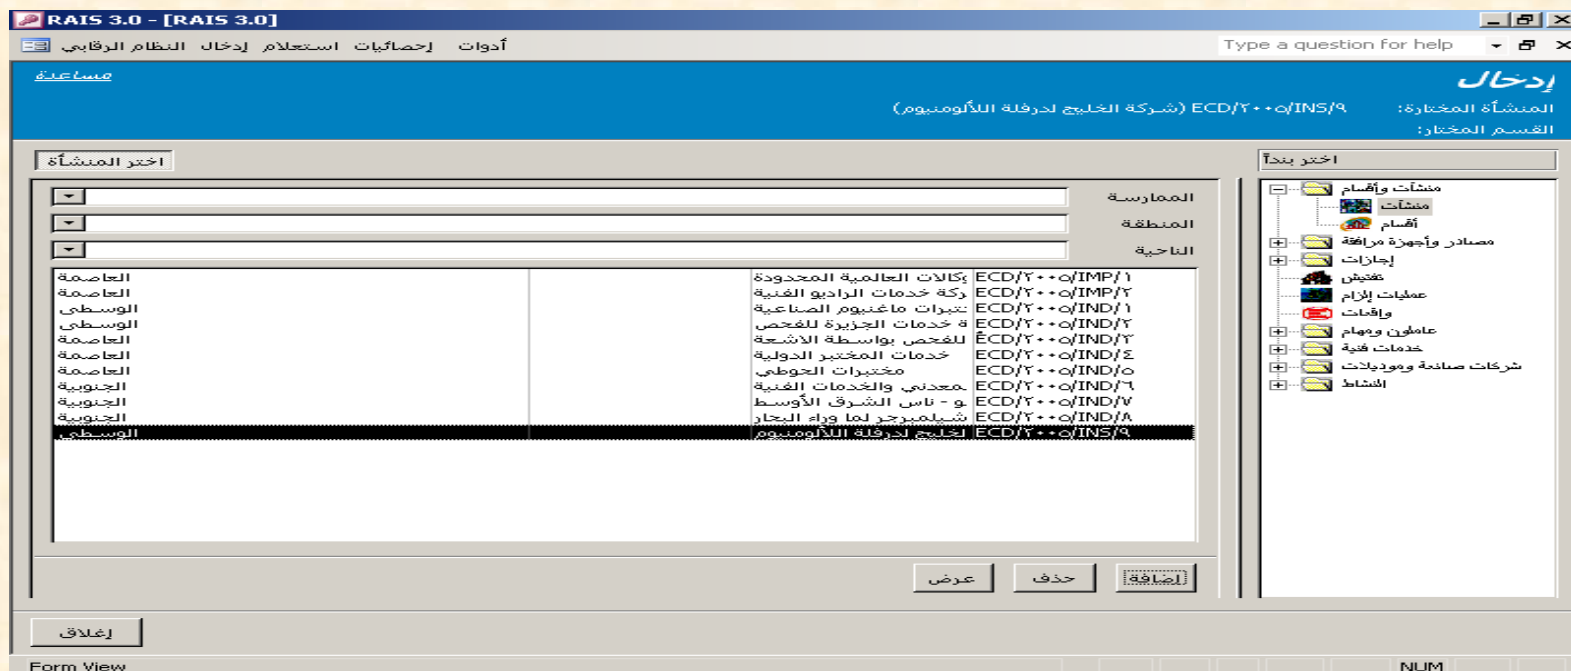 RAIS 3.0 - [RAIS 3.0]
أدوات إحصائيات استعلام إدخال النظام الرقابي
Type a question for help
إدخال
مساعدة
المنشأة المختارة: ECD/٢٠٠٥/INS/٩ (شركة الخليج لدرفلة اللألومنيوم)
القسم المختار:
اختر بنداً
منشآت وأقسام
منشآت
أقسام
مصادر وأجهزة مرافقة
إجازات
تفتيش
عمليات إلزام
واقعات
عاملون ومهام
خدمات فنية
شركات صانعة وموديلات
النشاط
اختر المنشأة
الممارسة
المنطقة
الناحية
ECD/٢٠٠٥/IMP/١ وكالات العالمية المحدودة العاصمة
ECD/٢٠٠٥/IMP/٢ ركة خدمات الراديو الفنية العاصمة
ECD/٢٠٠٥/IND/١ تبرات ماغنيوم الصناعية الوسطى
ECD/٢٠٠٥/IND/٢ ة خدمات الجزيرة للفحص الوسطى
ECD/٢٠٠٥/IND/٣ للفحص بواسطة الاشعة العاصمة
ECD/٢٠٠٥/IND/٤ خدمات المختبر الدولية العاصمة
ECD/٢٠٠٥/IND/٥ مختبرات الحوطي العاصمة
ECD/٢٠٠٥/IND/٦ معدني والخدمات الفنية الجنوبية
ECD/٢٠٠٥/IND/٧ و - ناس الشرق الأوسط الجنوبية
ECD/٢٠٠٥/IND/٨ شيلمبرجر لما وراء البحار الجنوبية
ECD/٢٠٠٥/INS/٩ لخليج لدرفلة اللألومنيوم الوسطى
إضافة
حذف
عرض
إغلاق
Form View
NUM